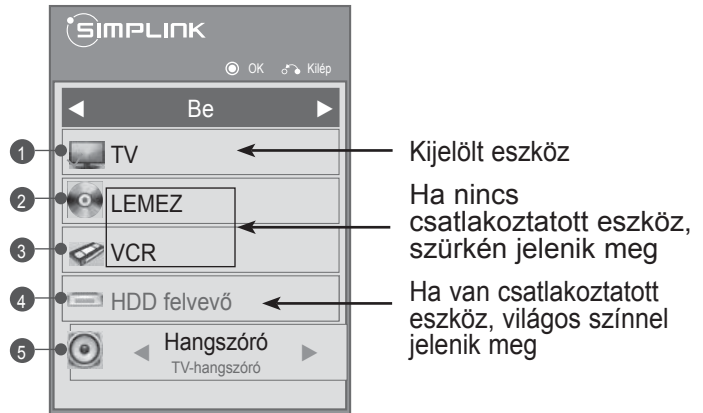 SIMPLINK
OK Kilép
Be
1 TV
Kijelölt eszköz
2 LEMEZ
3 VCR
Ha nincs
csatlakoztatott eszköz,
szürkén jelenik meg
4 HDD felvevő
Ha van csatlakoztatott
eszköz, világos színnel
jelenik meg
5 Hangszóró
TV-hangszóró